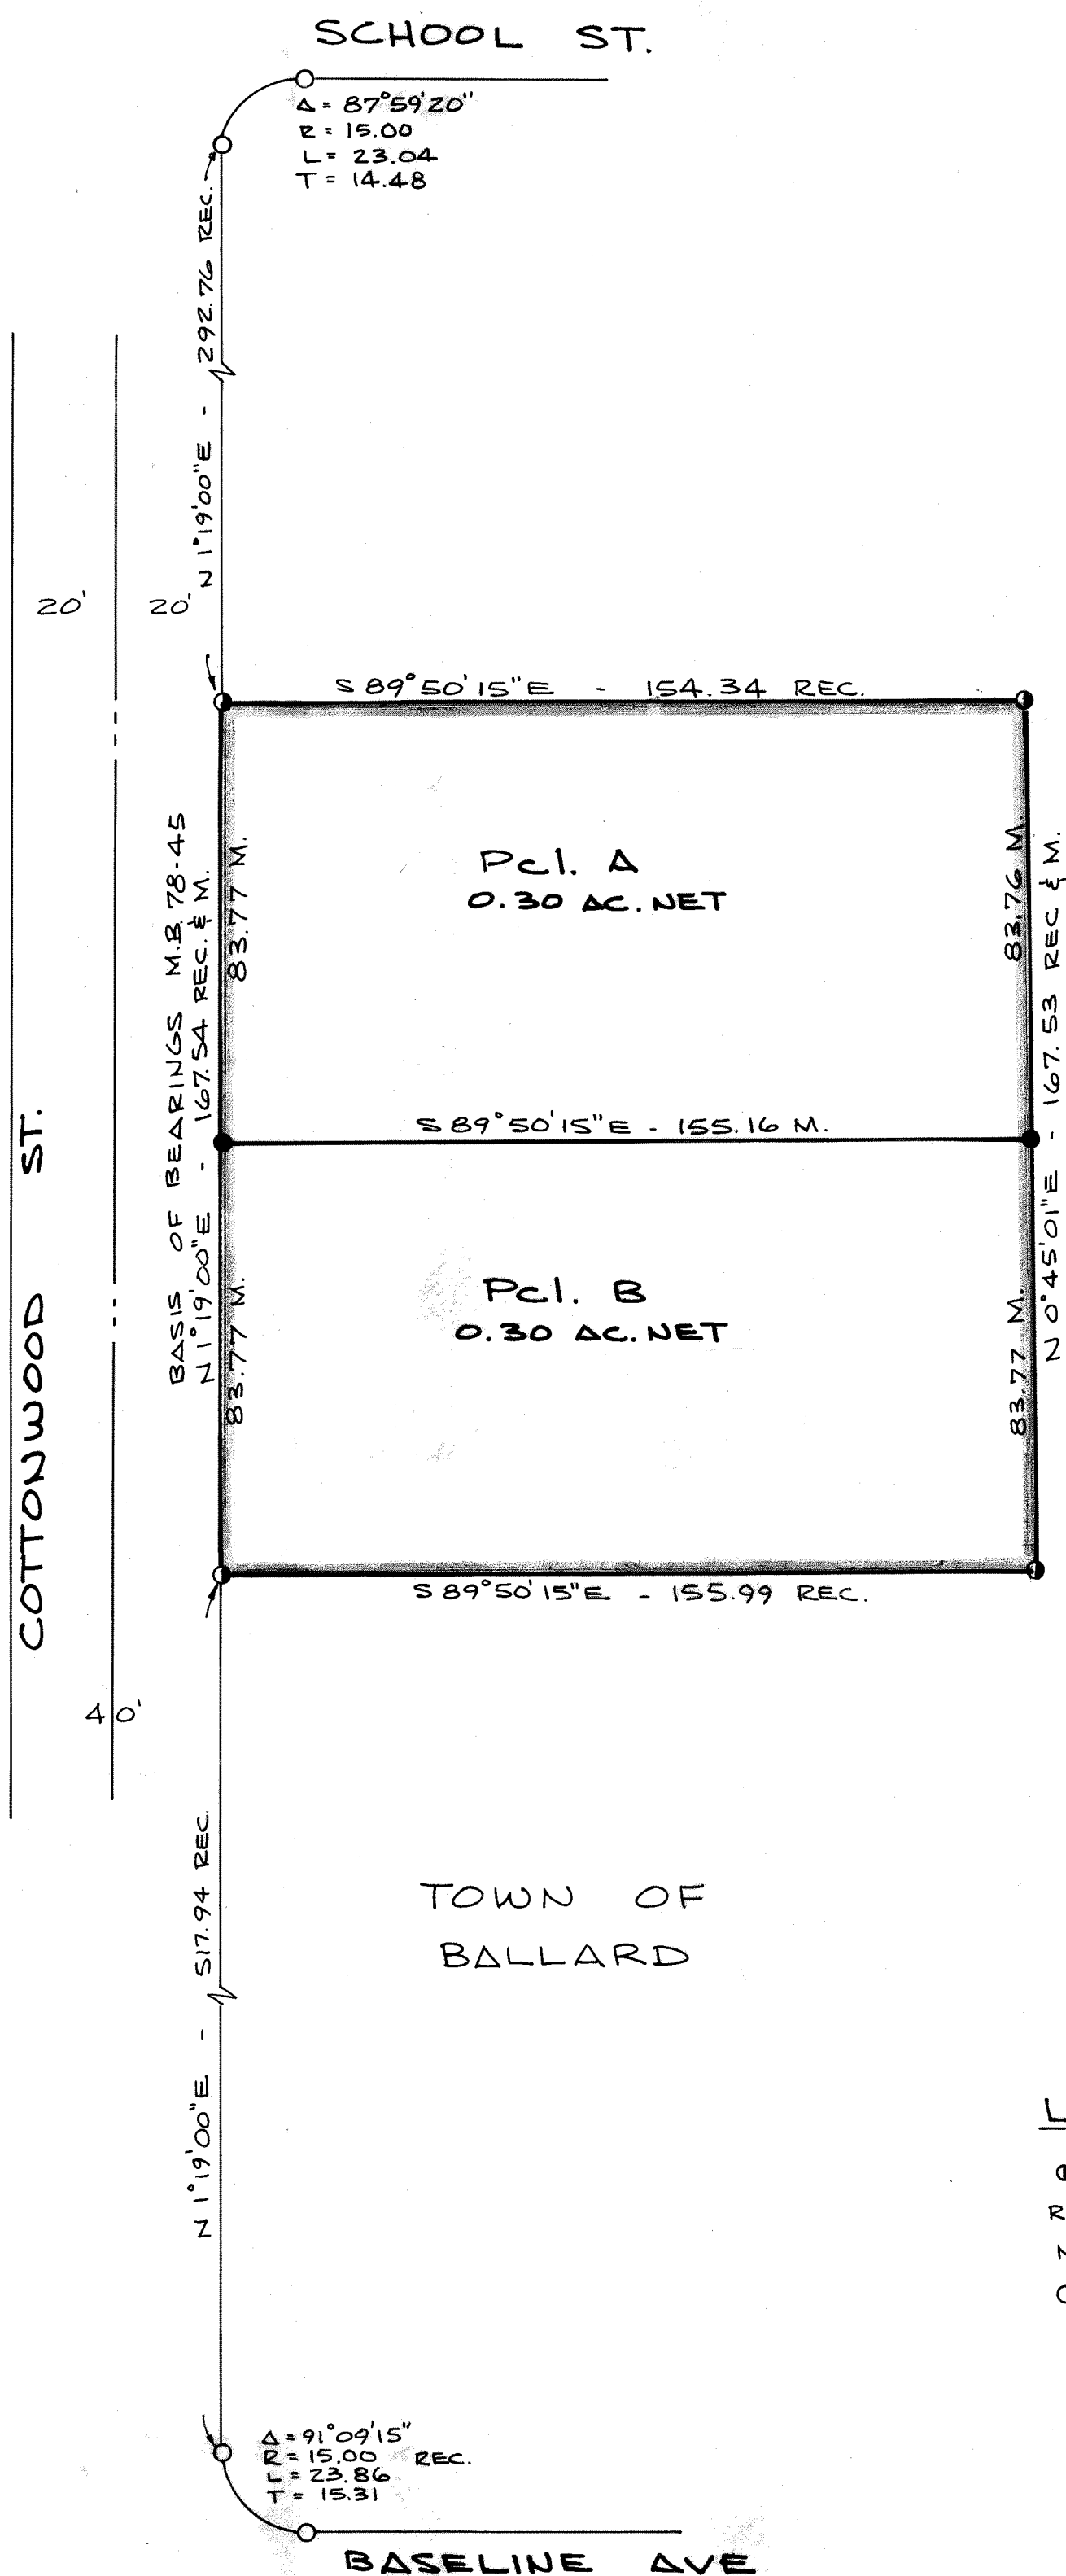 SCHOOL ST.
Δ = 87°59'20"
R = 15.00
L = 23.04
T = 14.48
N 1°19'00"E - 292.76 REC.
20'
20'
S 89°50'15"E - 154.34 REC.
BASIS OF BEARINGS M.B. 78-45
N 1°19'00"E - 167.54 REC. & M.
83.77 M.
Pcl. A
0.30 AC. NET
83.76 M.
N 0°45'01"E - 167.53 REC & M.
S 89°50'15"E - 155.16 M.
COTTONWOOD ST.
83.77 M.
Pcl. B
0.30 AC. NET
83.77 M.
S 89°50'15"E - 155.99 REC.
40'
N 1°19'00"E - 517.94 REC.
TOWN OF
BALLARD
L
R
Δ = 91°09'15"
R = 15.00 REC.
L = 23.86
T = 15.31
BASELINE AVE